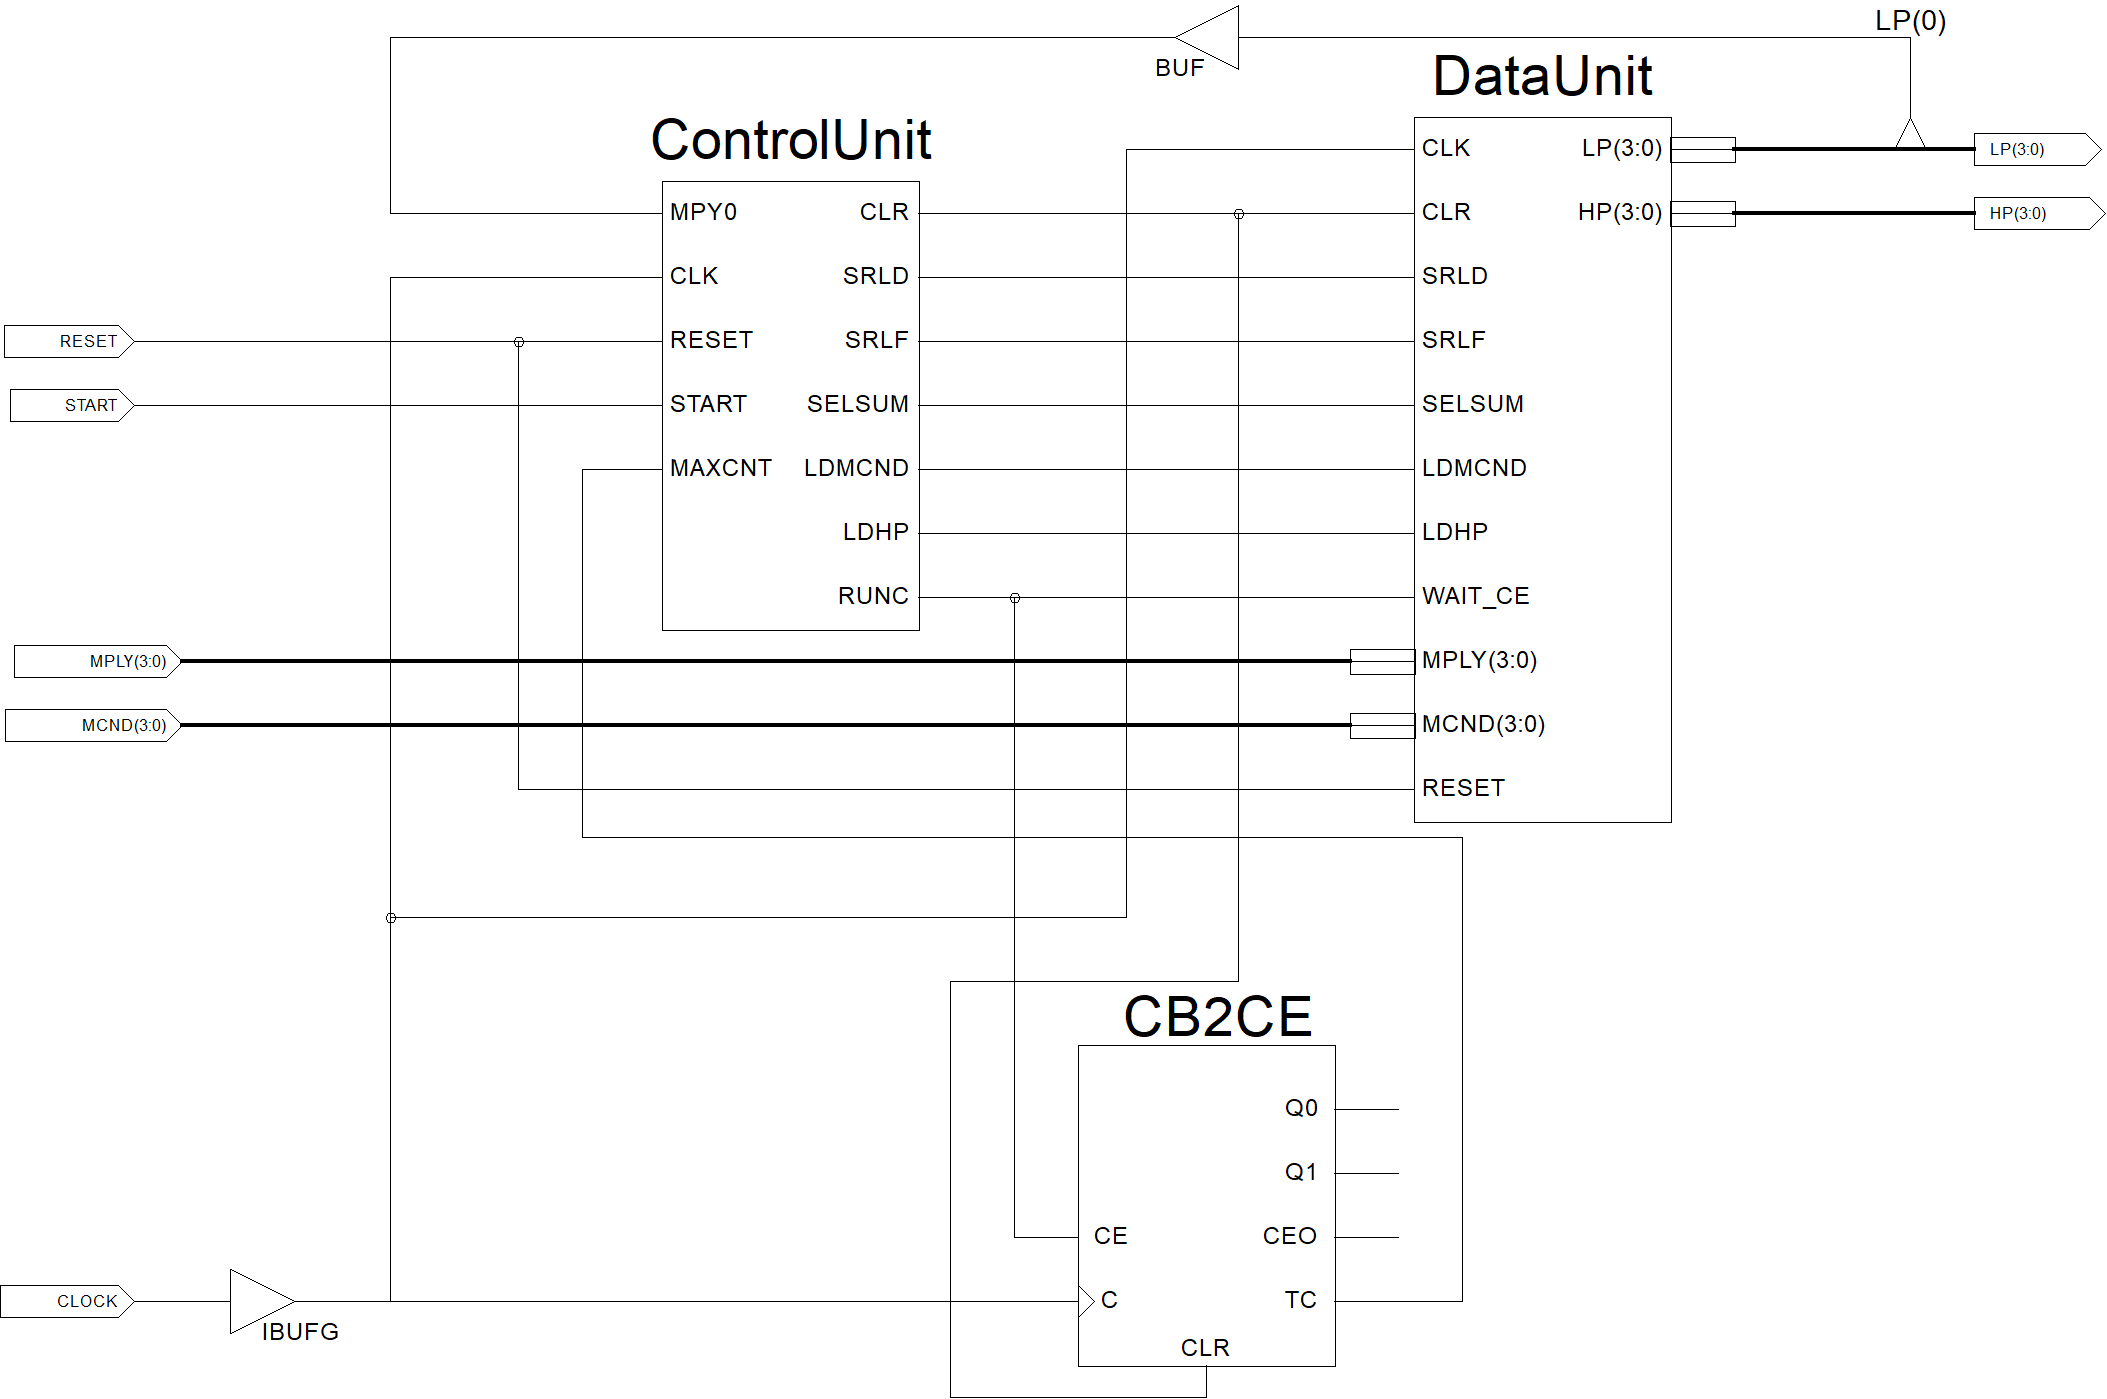 LP(0)
BUF
DataUnit
ControlUnit
CLK
LP(3:0)
LP(3:0)
MPY0
CLR
CLR
HP(3:0)
HP(3:0)
CLK
SRLD
SRLD
RESET
RESET
SRLF
SRLF
START
START
SELSUM
SELSUM
MAXCNT
LDMCND
LDMCND
LDHP
LDHP
RUNC
WAIT_CE
MPLY(3:0)
MPLY(3:0)
MCND(3:0)
MCND(3:0)
RESET
CB2CE
Q0
Q1
CE
CEO
CLOCK
C
TC
IBUFG
CLR